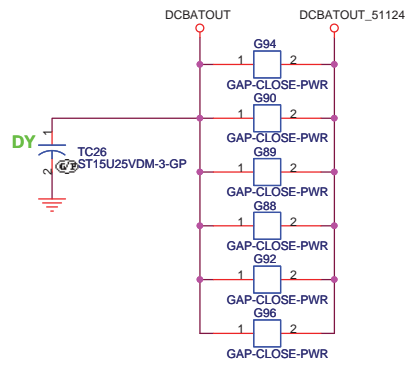 DCBATOUT DCBATOUT_51124
G94
1 2
GAP-CLOSE-PWR
G90
1 2
GAP-CLOSE-PWR
DY
1
TC26
ST15U25VDM-3-GP
2
G89
1 2
GAP-CLOSE-PWR
G88
1 2
GAP-CLOSE-PWR
G92
1 2
GAP-CLOSE-PWR
G96
1 2
GAP-CLOSE-PWR